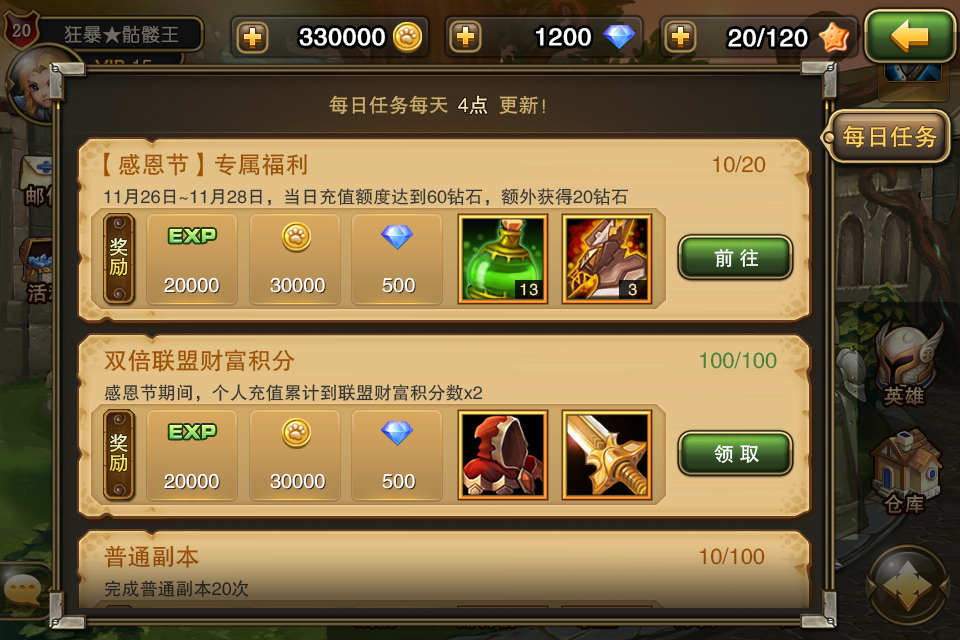 20
狂暴★骷髅王
330000
1200
20/120
每日任务每天 4点 更新!
每日任务
【感恩节】专属福利
10/20
11月26日~11月28日，当日充值额度达到60钻石，额外获得20钻石
奖励
EXP
20000
30000
500
13
3
前往
双倍联盟财富积分
100/100
感恩节期间，个人充值累计到联盟财富积分数x2
奖励
EXP
20000
30000
500
领取
普通副本
10/100
完成普通副本20次
英雄
仓库